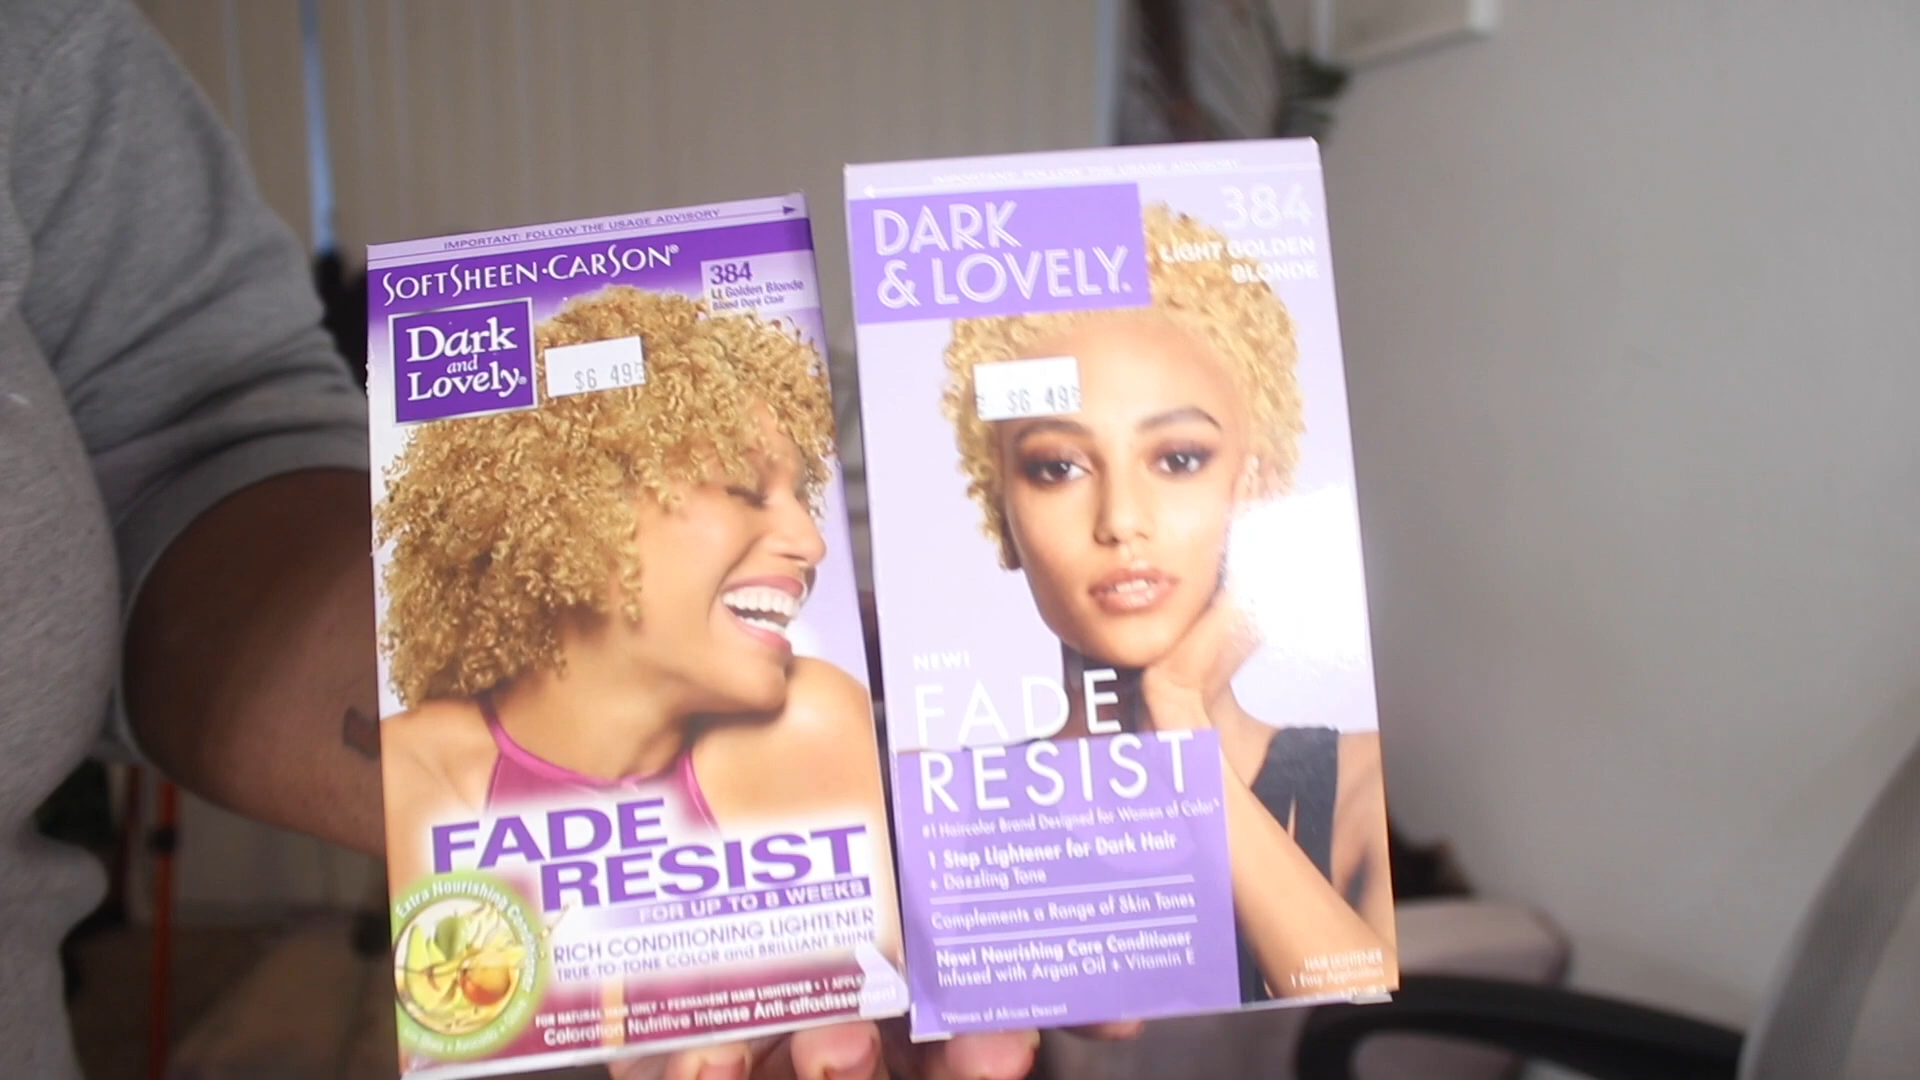 IMPORTANT: FOLLOW THE USAGE ADVISORY
SOFTSHEEN·CARSON®
384
Lt Golden Blonde
Blond Doré Clair
Dark
and
Lovely®
$6 49
FADE
RESIST
FOR UP TO 8 WEEKS
RICH CONDITIONING LIGHTENER
TRUE-TO-TONE COLOR and BRILLIANT SHINE
Extra Nourishing
FOR NATURAL HAIR ONLY • PERMANENT HAIR LIGHTENER • 1
Coloration Nutritive Intense Anti-affadissement
IMPORTANT: FOLLOW THE USAGE ADVISORY
DARK
& LOVELY®
384
LIGHT GOLDEN
BLONDE
$6 49
NEW!
FADE
RESIST
#1 Haircolor Brand Designed for Women of Color*
1 Step Lightener for Dark Hair
+ Dazzling Tone
Complements a Range of Skin Tones
New! Nourishing Care Conditioner
Infused with Argan Oil + Vitamin E
*Women of African Descent
HAIR LIGHTENER
1 Easy Application